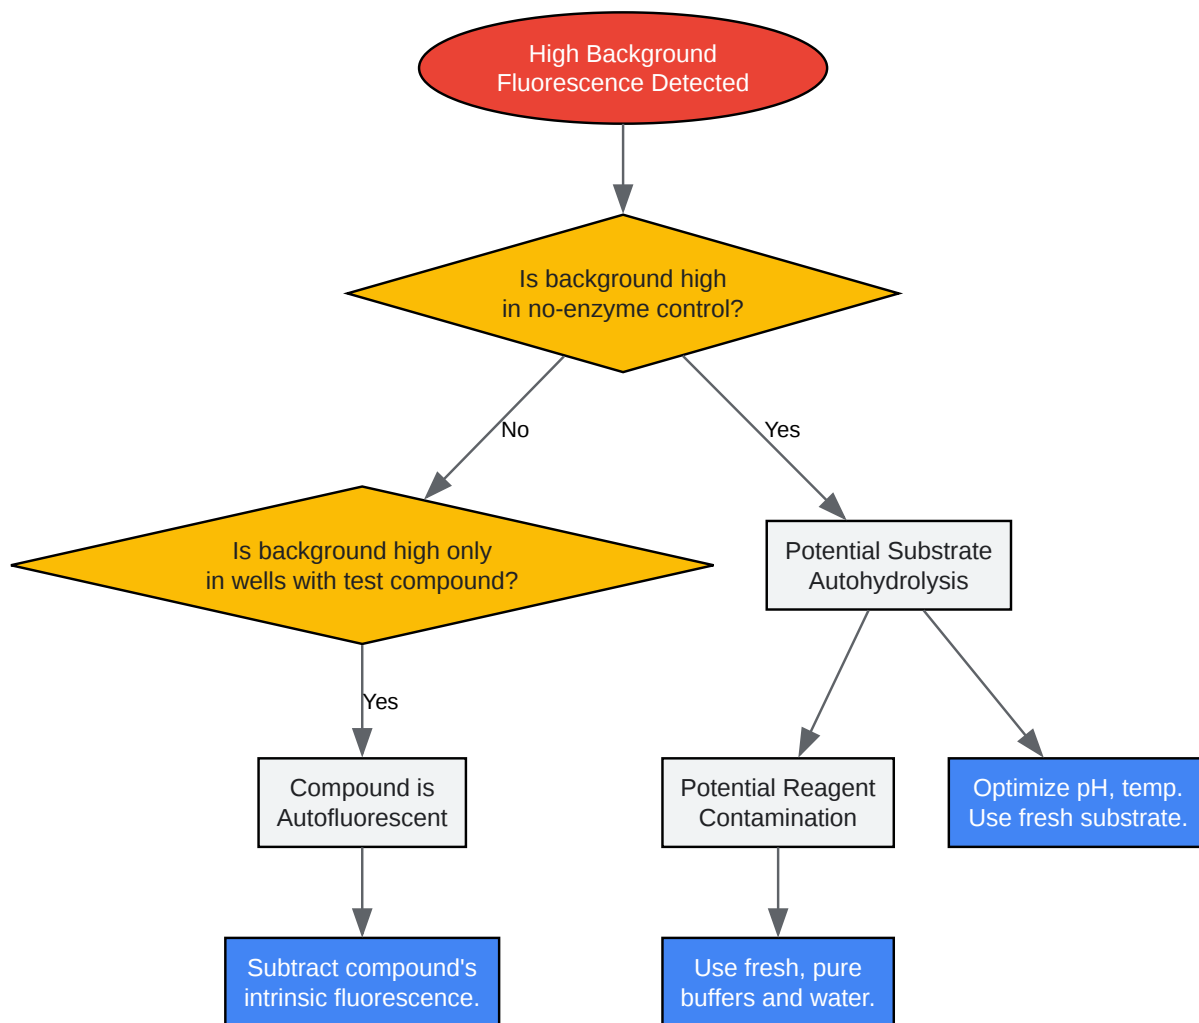 High Background
Fluorescence Detected
Is background high
in no-enzyme control?
No
Yes
Is background high only
in wells with test compound?
Potential Substrate
Autohydrolysis
Yes
Compound is
Autofluorescent
Potential Reagent
Contamination
Optimize pH, temp.
Use fresh substrate.
Subtract compound's
intrinsic fluorescence.
Use fresh, pure
buffers and water.